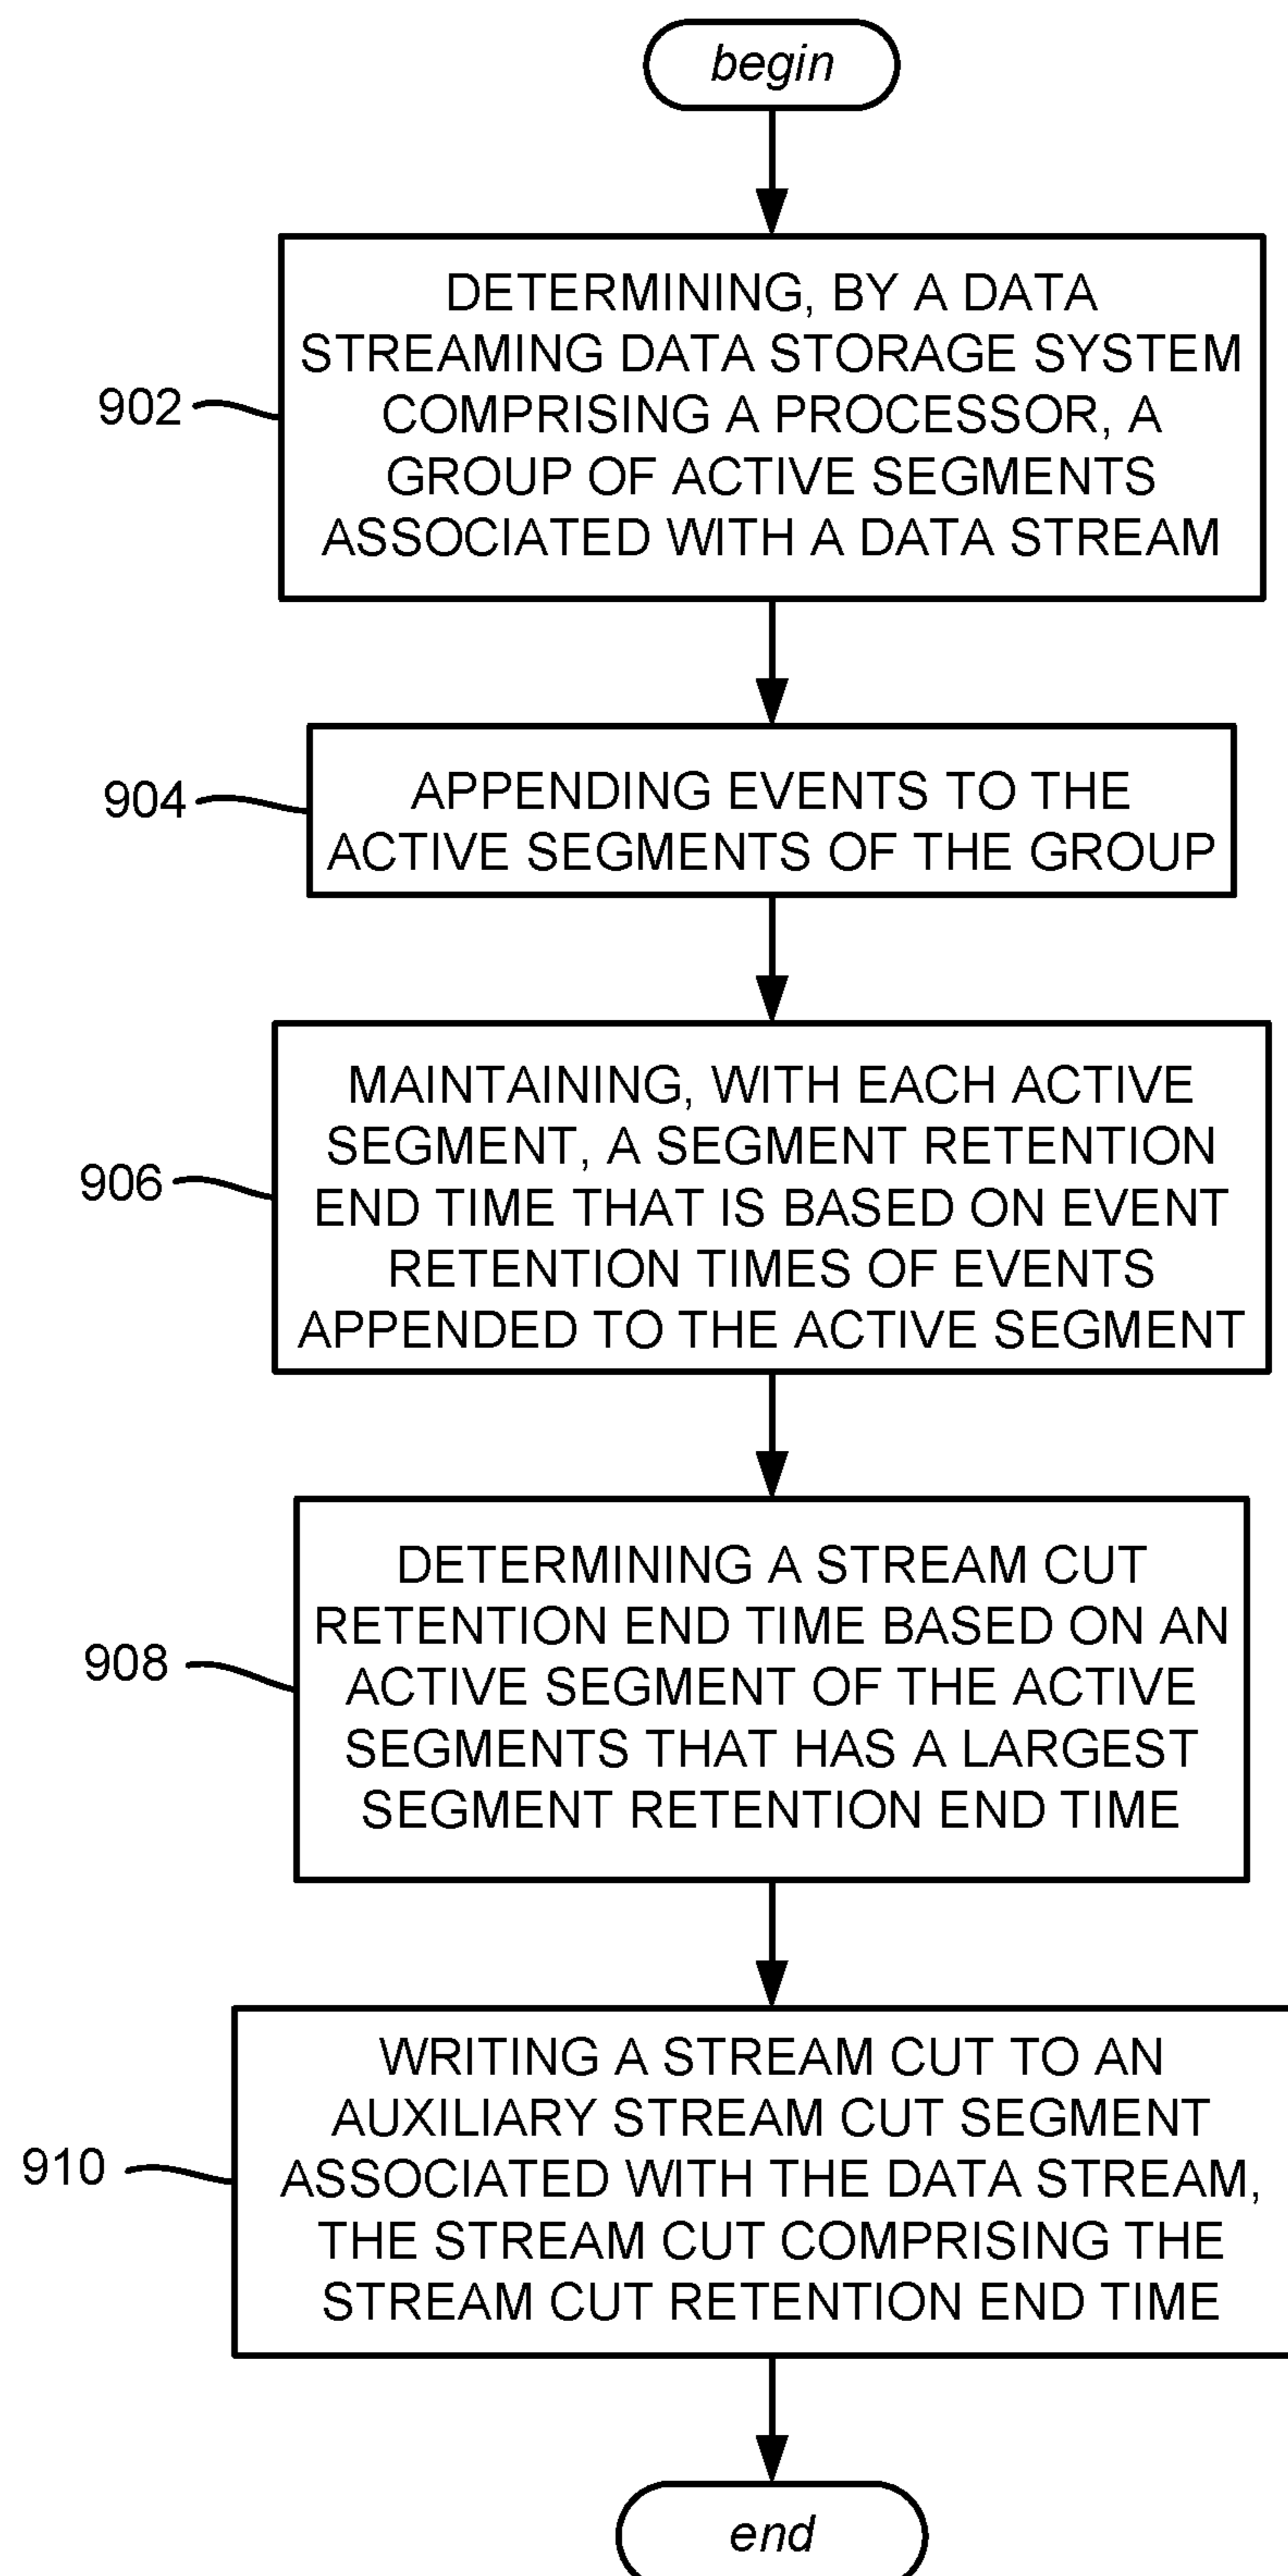 begin
902
DETERMINING, BY A DATA
STREAMING DATA STORAGE SYSTEM
COMPRISING A PROCESSOR, A
GROUP OF ACTIVE SEGMENTS
ASSOCIATED WITH A DATA STREAM
904
APPENDING EVENTS TO THE
ACTIVE SEGMENTS OF THE GROUP
906
MAINTAINING, WITH EACH ACTIVE
SEGMENT, A SEGMENT RETENTION
END TIME THAT IS BASED ON EVENT
RETENTION TIMES OF EVENTS
APPENDED TO THE ACTIVE SEGMENT
908
DETERMINING A STREAM CUT
RETENTION END TIME BASED ON AN
ACTIVE SEGMENT OF THE ACTIVE
SEGMENTS THAT HAS A LARGEST
SEGMENT RETENTION END TIME
910
WRITING A STREAM CUT TO AN
AUXILIARY STREAM CUT SEGMENT
ASSOCIATED WITH THE DATA STREAM,
THE STREAM CUT COMPRISING THE
STREAM CUT RETENTION END TIME
end